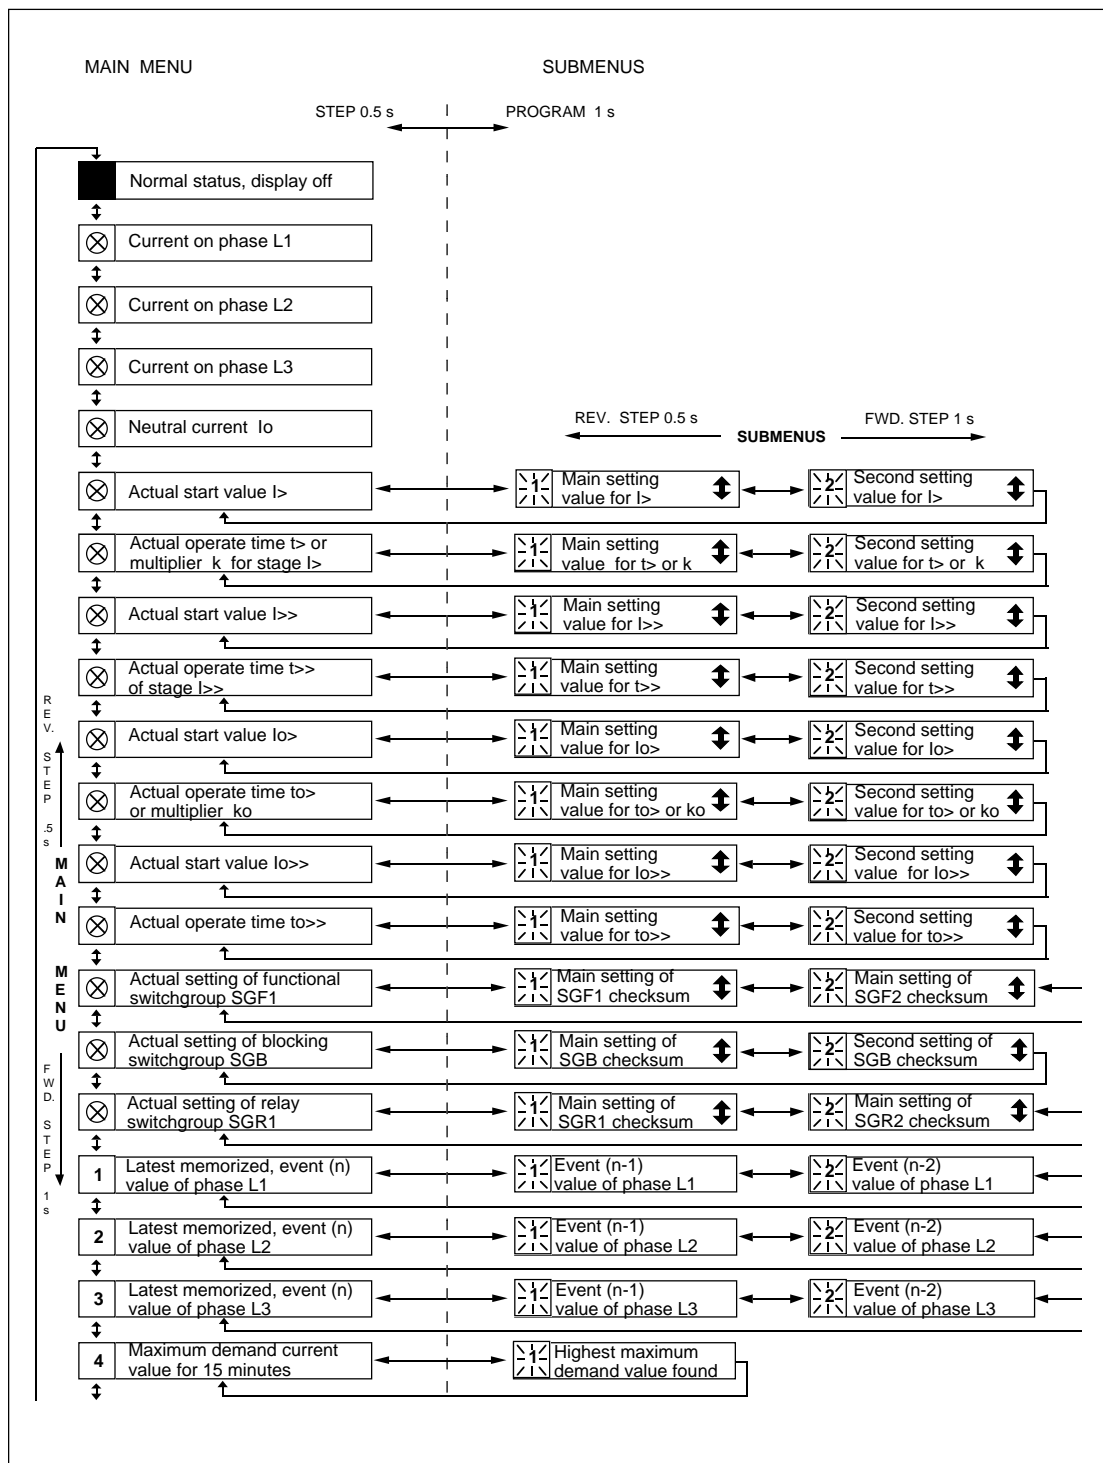 MAIN MENU
SUBMENUS
STEP 0.5 s
PROGRAM 1 s
Normal status, display off
Current on phase L1
Current on phase L2
Current on phase L3
REV. STEP 0.5 s
FWD. STEP 1 s
SUBMENUS
Neutral current Io
Actual start value I>
1
Main setting
value for I>
2
Second setting
value for I>
Actual operate time t> or
multiplier k for stage I>
1
Main setting
value for t> or k
2
Second setting
value for t> or k
Actual start value I>>
1
Main setting
value for I>>
2
Second setting
value for I>>
Actual operate time t>>
of stage I>>
1
Main setting
value for t>>
2
Second setting
value for t>>
Actual start value Io>
1
Main setting
value for Io>
2
Second setting
value for Io>
Actual operate time to>
or multiplier ko
1
Main setting
value for to> or ko
2
Second setting
value for to> or ko
Actual start value Io>>
1
Main setting
value for Io>>
2
Second setting
value for Io>>
Actual operate time to>>
1
Main setting
value for to>>
2
Second setting
value for to>>
Actual setting of functional
switchgroup SGF1
1
Main setting of
SGF1 checksum
2
Main setting of
SGF2 checksum
Actual setting of blocking
switchgroup SGB
1
Main setting of
SGB checksum
2
Second setting of
SGB checksum
Actual setting of relay
switchgroup SGR1
1
Main setting of
SGR1 checksum
2
Main setting of
SGR2 checksum
1
Latest memorized, event (n)
value of phase L1
1
Event (n-1)
value of phase L1
2
Event (n-2)
value of phase L1
2
Latest memorized, event (n)
value of phase L2
1
Event (n-1)
value of phase L2
2
Event (n-2)
value of phase L2
3
Latest memorized, event (n)
value of phase L3
1
Event (n-1)
value of phase L3
2
Event (n-2)
value of phase L3
4
Maximum demand current
value for 15 minutes
1
Highest maximum
demand value found
REV. STEP .5s
MAIN MENU
FWD. STEP 1s